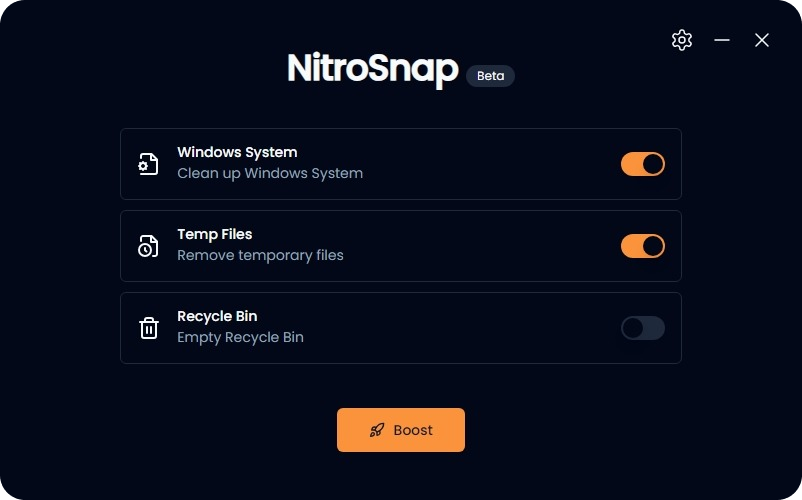 NitroSnap Beta
Windows System
Clean up Windows System
Temp Files
Remove temporary files
Recycle Bin
Empty Recycle Bin
Boost